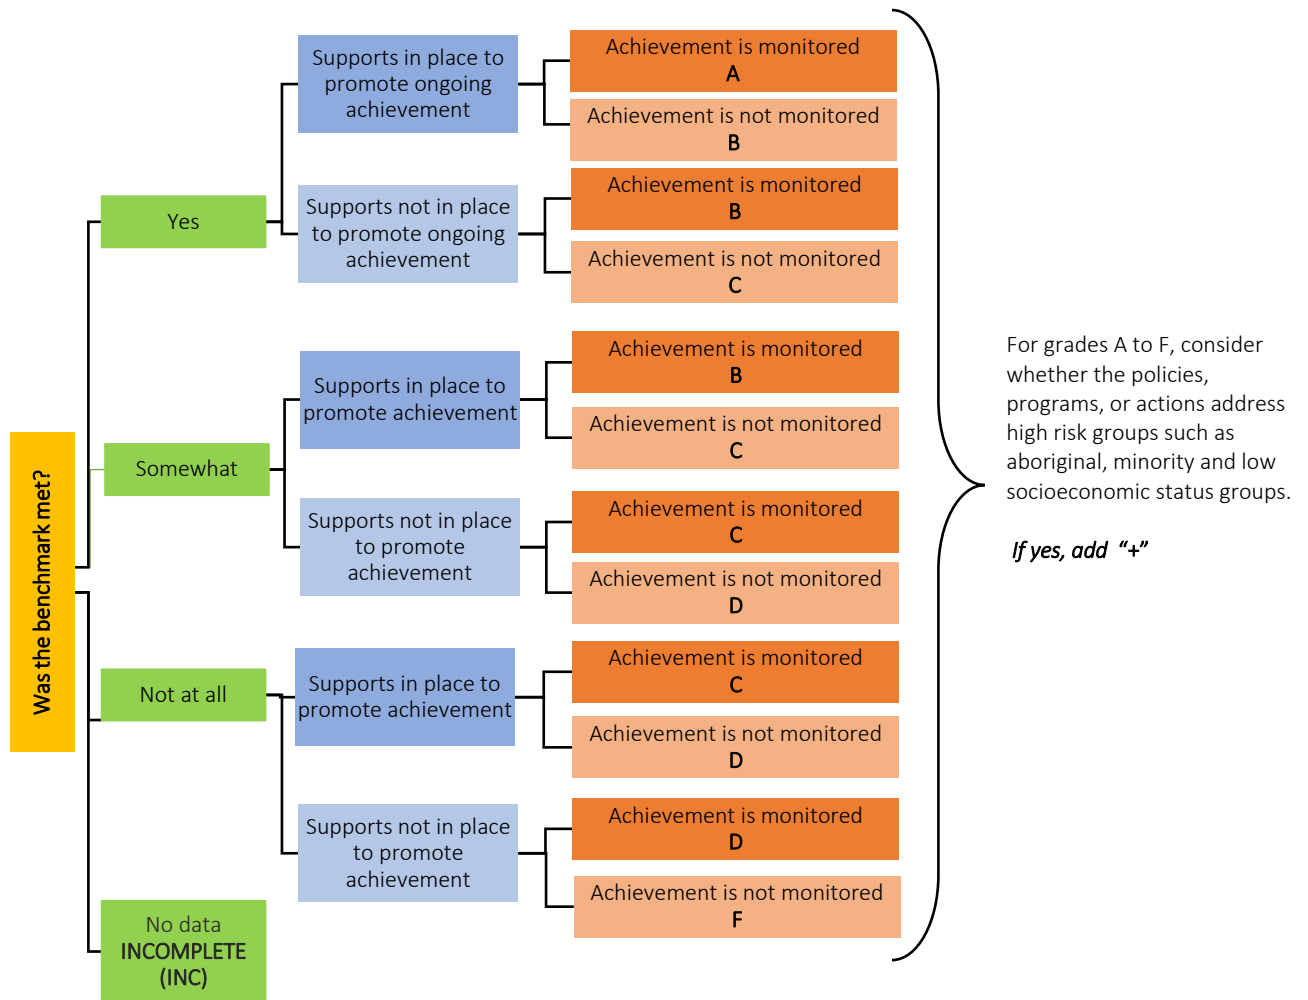 Was the benchmark met?
Yes
Supports in place to
promote ongoing
achievement
Achievement is monitored
A
Achievement is not monitored
B
Supports not in place
to promote ongoing
achievement
Achievement is monitored
B
Achievement is not monitored
C
Somewhat
Supports in place to
promote achievement
Achievement is monitored
B
Achievement is not monitored
C
Supports not in place
to promote
achievement
Achievement is monitored
C
Achievement is not monitored
D
Not at all
Supports in place to
promote achievement
Achievement is monitored
C
Achievement is not monitored
D
Supports not in place
to promote
achievement
Achievement is monitored
D
Achievement is not monitored
F
No data
INCOMPLETE
(INC)
For grades A to F, consider
whether the policies,
programs, or actions address
high risk groups such as
aboriginal, minority and low
socioeconomic status groups.
If yes, add “+”